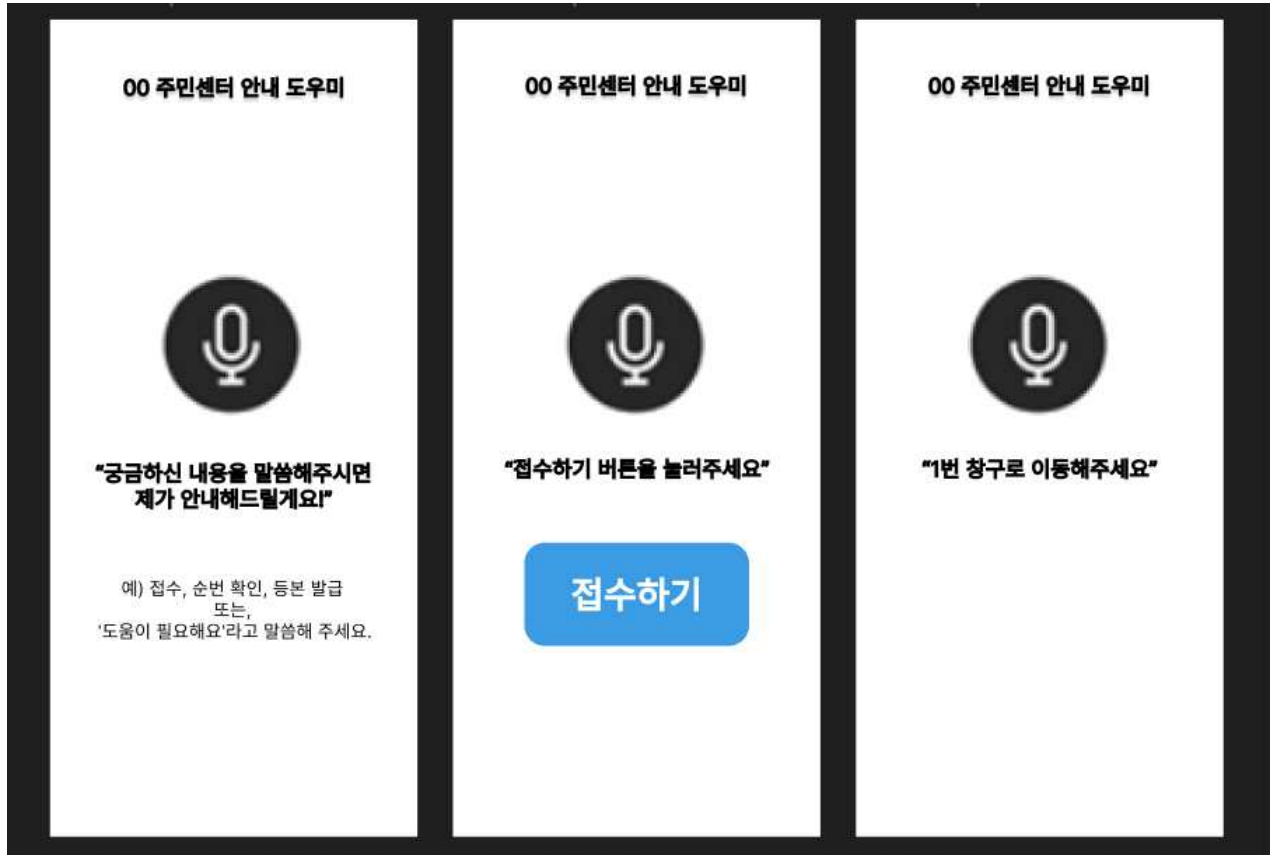 00 주민센터 안내 도우미
“궁금하신 내용을 말씀해주시면
제가 안내해드릴게요!”
예) 접수, 순번 확인, 등본 발급
또는,
'도움이 필요해요'라고 말씀해 주세요.
00 주민센터 안내 도우미
“접수하기 버튼을 눌러주세요”
접수하기
00 주민센터 안내 도우미
“1번 창구로 이동해주세요”